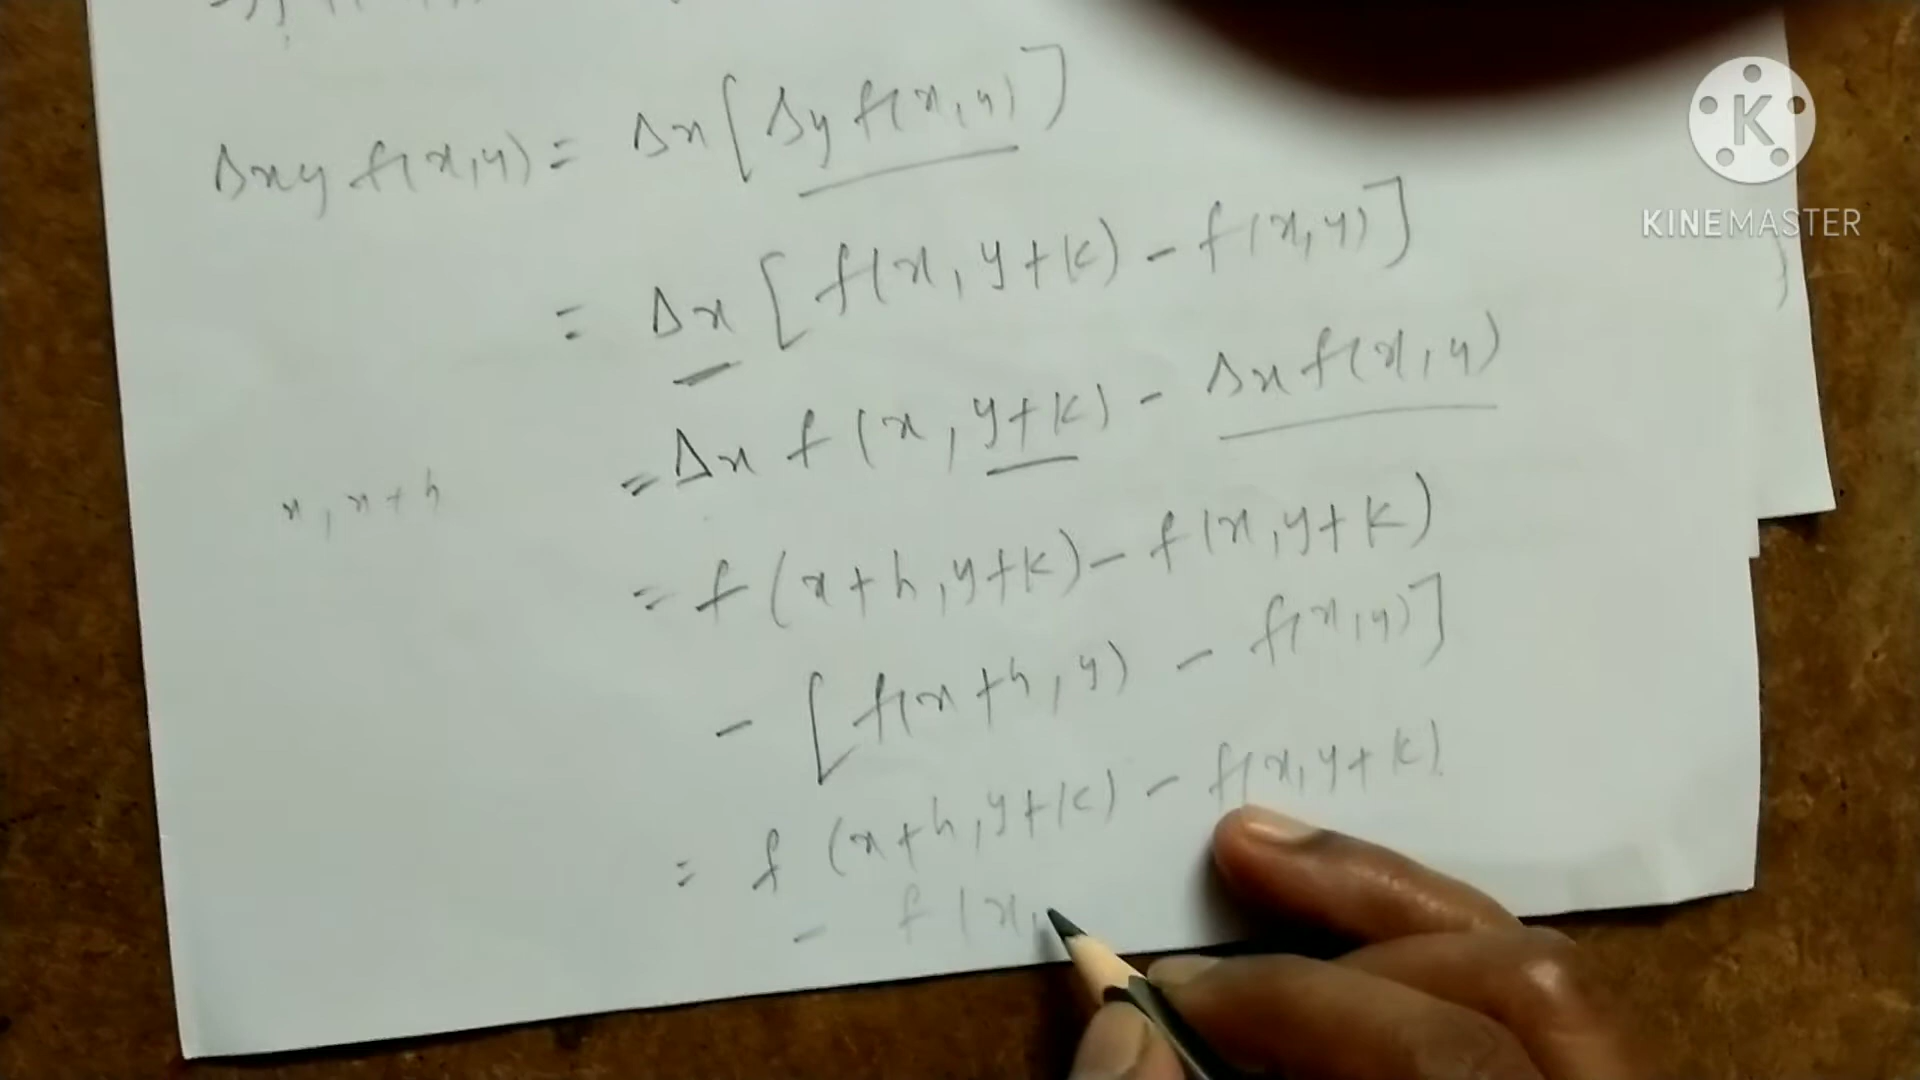 Δxy f(x,y) = Δx [Δy f(x,y)]
= Δx [f(x, y+k) - f(x,y)]
= Δx f(x, y+k) - Δx f(x,y)
x, x+h
= f(x+h, y+k) - f(x, y+k)
- [f(x+h, y) - f(x,y)]
= f(x+h, y+k) - f(x, y+k)
- f(x,
K
KINEMASTER